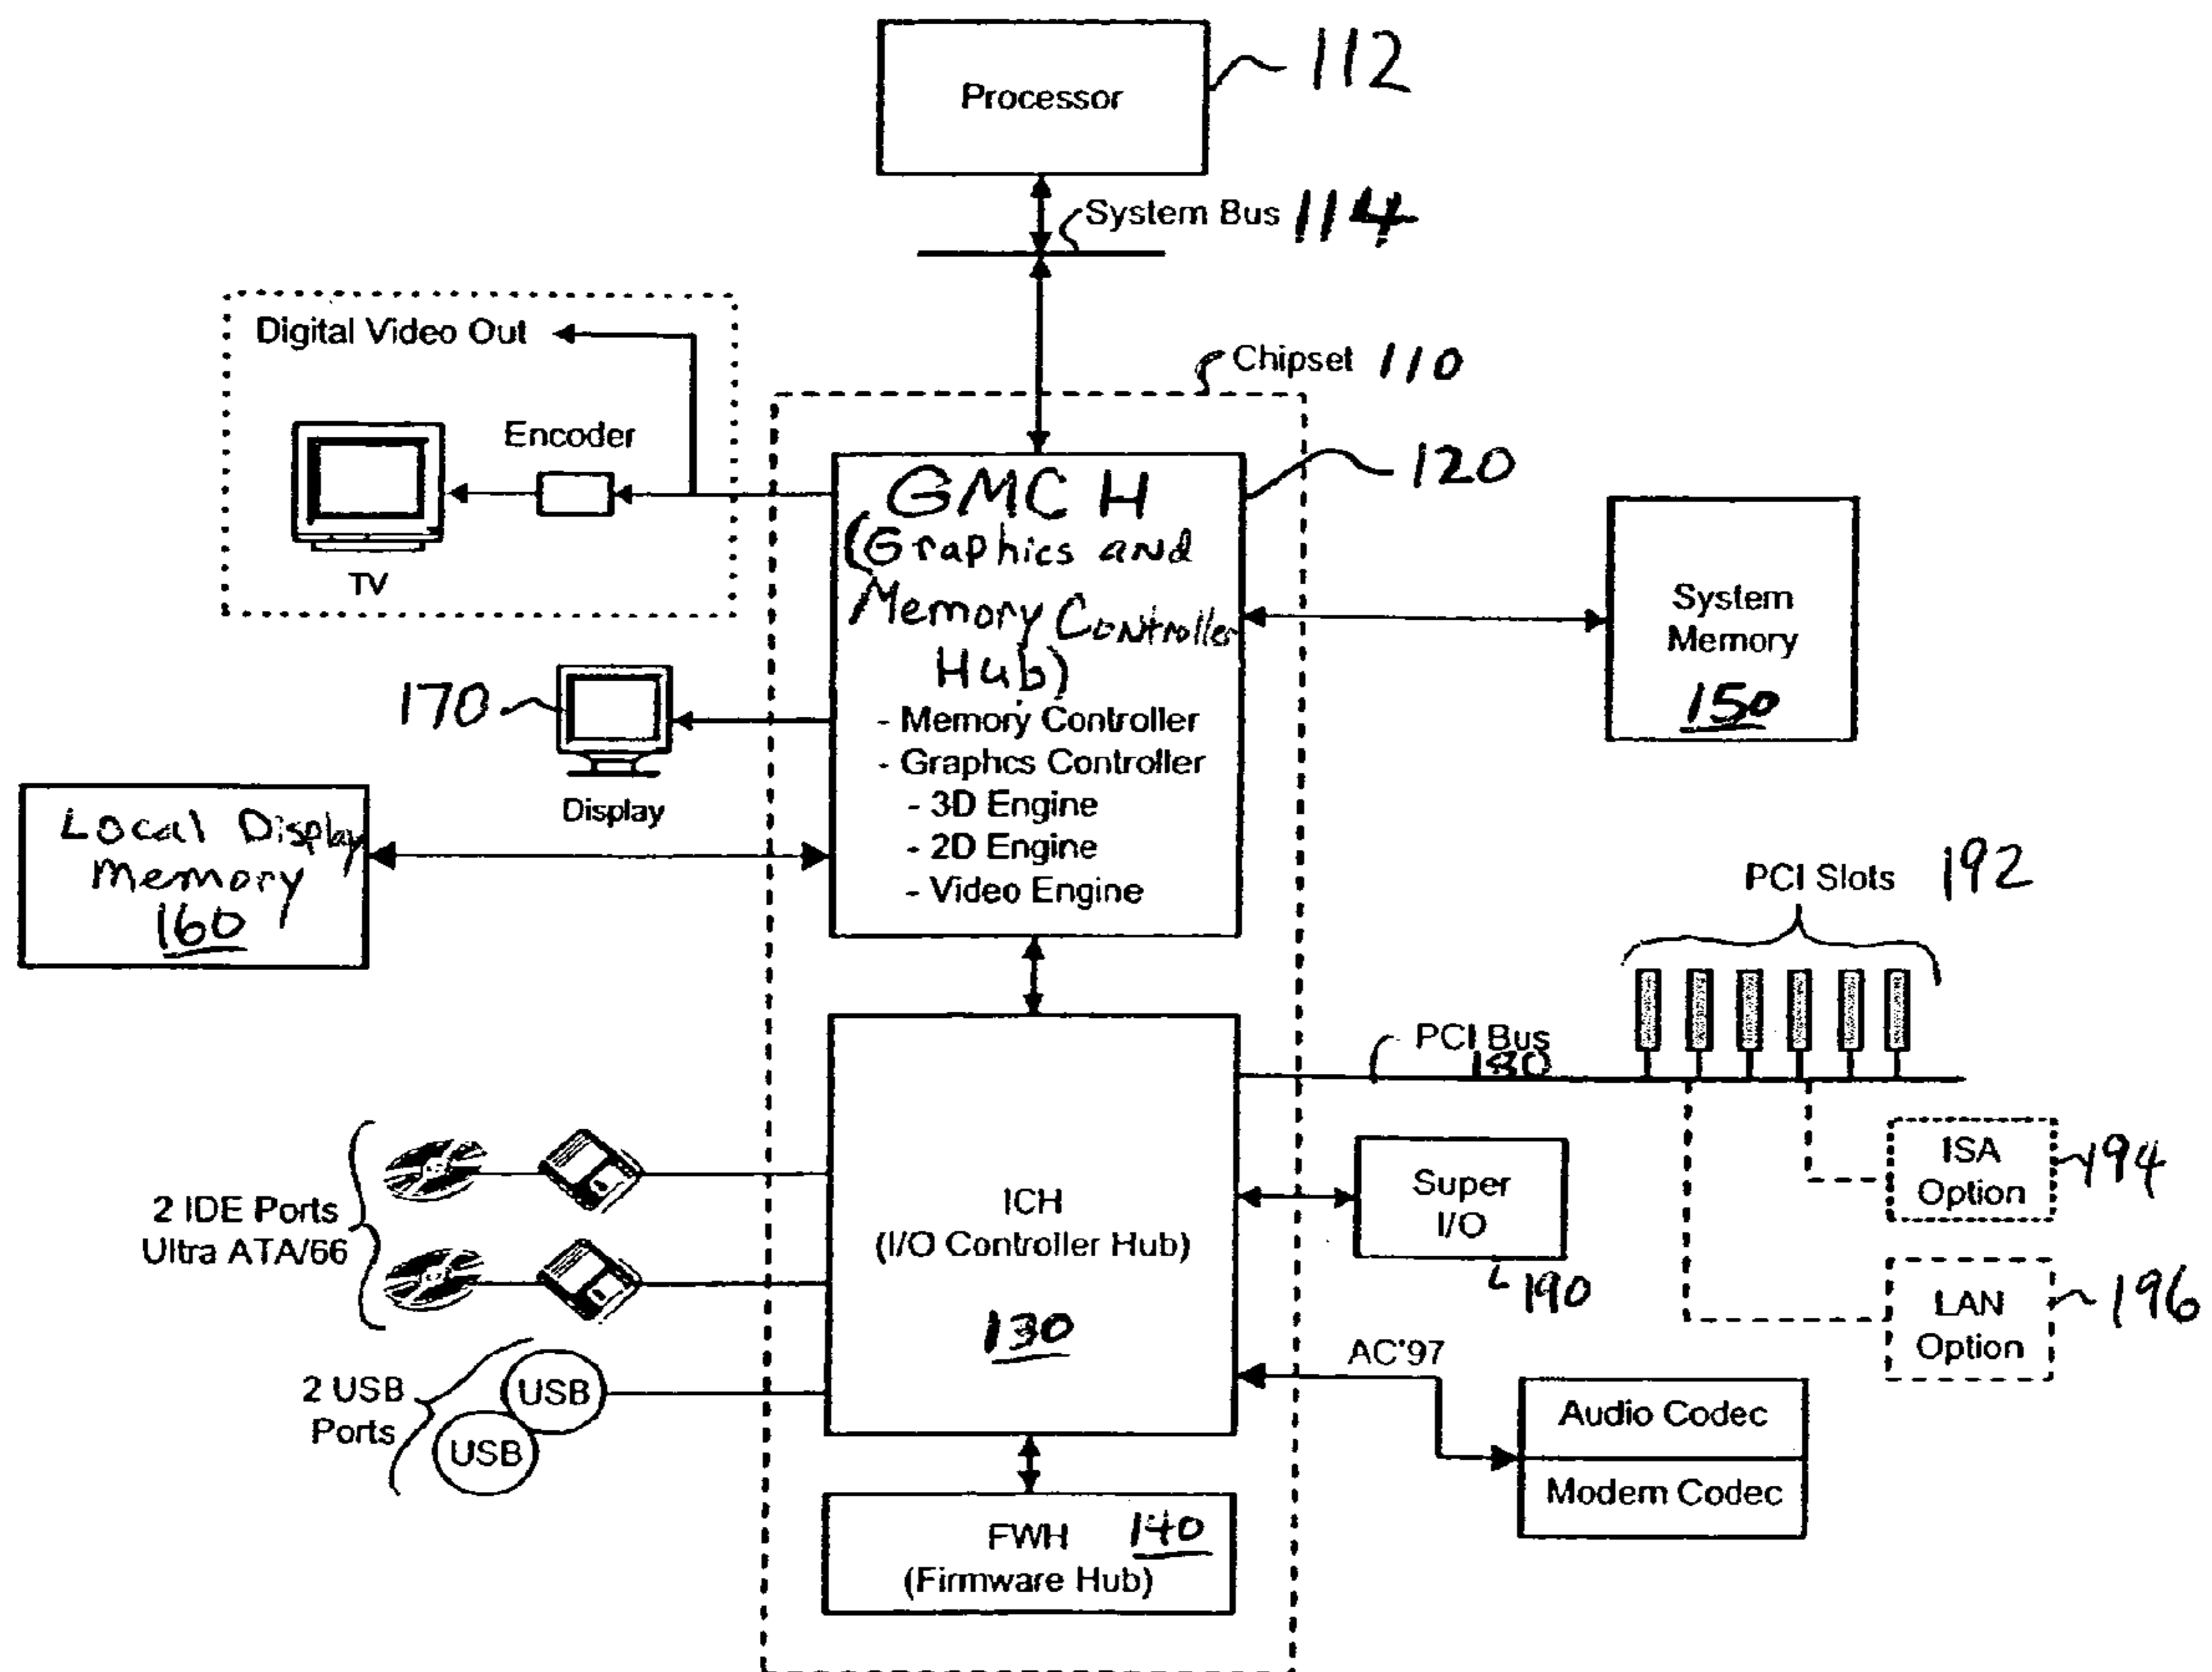 Processor
112
System Bus 114
Digital Video Out
Chipset 110
Encoder
TV
120
GMCH
(Graphics and
Memory Controller
Hub)
- Memory Controller
- Graphcs Controller
- 3D Engine
- 2D Engine
- Video Engine
System
Memory
150
170
Display
Local Display
Memory
160
PCI Slots 192
PCI Bus
180
ISA
Option
194
LAN
Option
196
Super
I/O
190
ICH
(I/O Controller Hub)
130
2 IDE Ports
Ultra ATA/66
2 USB
Ports
USB
USB
AC'97
Audio Codec
Modem Codec
FWH 140
(Firmware Hub)